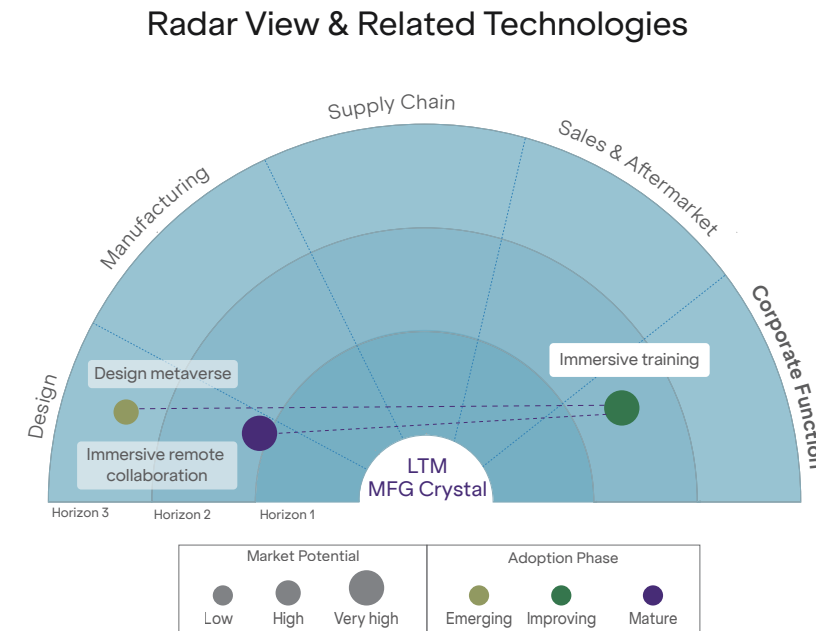 Radar View & Related Technologies
Supply Chain
Sales & Aftermarket
Manufacturing
Corporate Function
Design
Immersive training
Design metaverse
Immersive remote
collaboration
LTM
MFG Crystal
Horizon 3
Horizon 2
Horizon 1
Market Potential
Low
High
Very high
Adoption Phase
Emerging
Improving
Mature